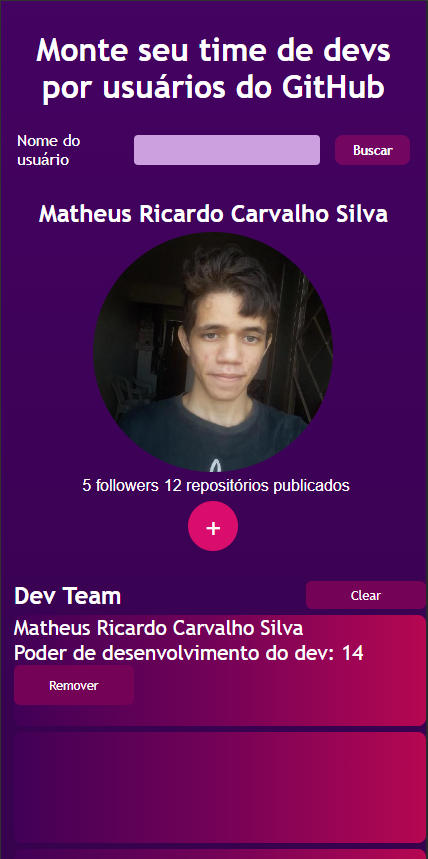 Monte seu time de devs
por usuários do GitHub
Nome do
usuário
Buscar
Matheus Ricardo Carvalho Silva
5 followers 12 repositórios publicados
+
Dev Team
Clear
Matheus Ricardo Carvalho Silva
Poder de desenvolvimento do dev: 14
Remover